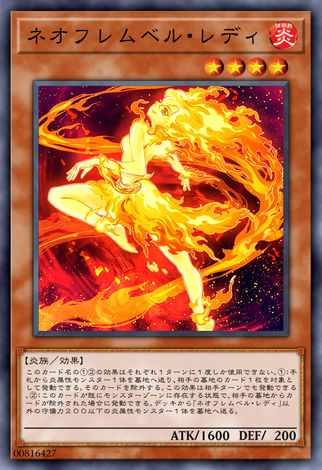 ネオフレムベル・レディ
炎
ほのお
【炎族／効果】
このカード名の①②の効果はそれぞれ１ターンに１度しか使用できない。①：手
札から炎属性モンスター１体を墓地へ送り、相手の墓地のカード１枚を対象と
して発動できる。そのカードを除外する。この効果は相手ターンでも発動できる。
②：このカードが既にモンスターゾーンに存在する状態で、相手の墓地からカー
ドが除外された場合に発動できる。デッキから「ネオフレムベル・レディ」以
外の守備力２００以下の炎属性モンスター１体を墓地へ送る。
ATK/1600 DEF/ 200
00816427